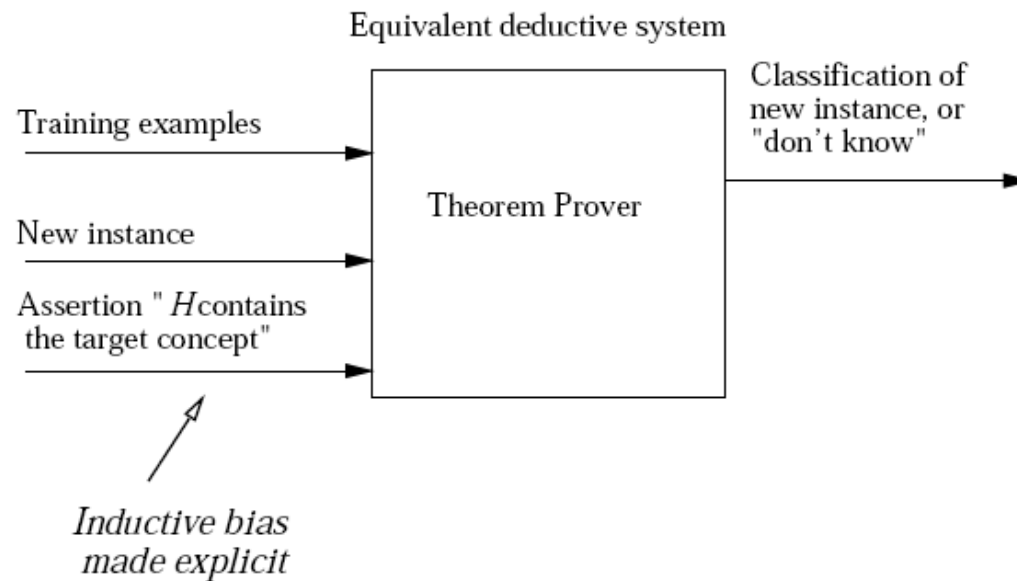 Equivalent deductive system
Training examples
New instance
Assertion " Hcontains
the target concept"
Inductive bias
made explicit
Theorem Prover
Classification of
new instance, or
"don't know"